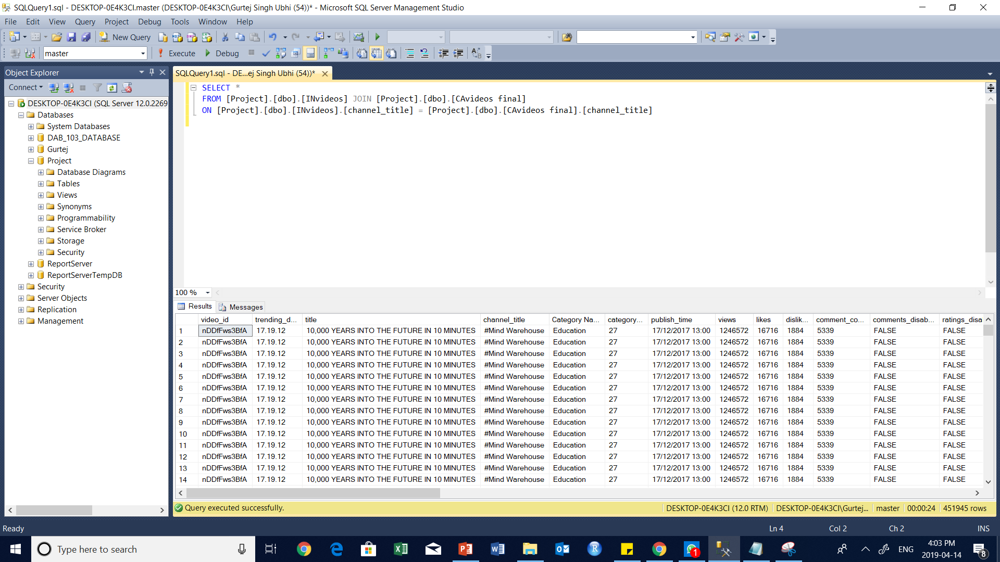 SQLQuery1.sql - DESKTOP-0E4K3CI.master (DESKTOP-0E4K3CI\Gurtej Singh Ubhi (54))* - Microsoft SQL Server Management Studio
File Edit View Query Project Debug Tools Window Help
New Query
master Execute Debug
Object Explorer
Connect
DESKTOP-0E4K3CI (SQL Server 12.0.2269
Databases
System Databases
DAB_103_DATABASE
Gurtej
Project
Database Diagrams
Tables
Views
Synonyms
Programmability
Service Broker
Storage
Security
ReportServer
ReportServerTempDB
Security
Server Objects
Replication
Management
SQLQuery1.sql - DE...ej Singh Ubhi (54))*
SELECT *
FROM [Project].[dbo].[INvideos] JOIN [Project].[dbo].[CAvideos final]
ON [Project].[dbo].[INvideos].[channel_title] = [Project].[dbo].[CAvideos final].[channel_title]
100 %
Results Messages
video_id trending_d... title channel_title Category Na... category... publish_time views likes dislik... comment_co... comments_disab... ratings_disa
1 nDDfFws3BfA 17.19.12 10,000 YEARS INTO THE FUTURE IN 10 MINUTES #Mind Warehouse Education 27 17/12/2017 13:00 1246572 16716 1884 5339 FALSE FALSE
2 nDDfFws3BfA 17.19.12 10,000 YEARS INTO THE FUTURE IN 10 MINUTES #Mind Warehouse Education 27 17/12/2017 13:00 1246572 16716 1884 5339 FALSE FALSE
3 nDDfFws3BfA 17.19.12 10,000 YEARS INTO THE FUTURE IN 10 MINUTES #Mind Warehouse Education 27 17/12/2017 13:00 1246572 16716 1884 5339 FALSE FALSE
4 nDDfFws3BfA 17.19.12 10,000 YEARS INTO THE FUTURE IN 10 MINUTES #Mind Warehouse Education 27 17/12/2017 13:00 1246572 16716 1884 5339 FALSE FALSE
5 nDDfFws3BfA 17.19.12 10,000 YEARS INTO THE FUTURE IN 10 MINUTES #Mind Warehouse Education 27 17/12/2017 13:00 1246572 16716 1884 5339 FALSE FALSE
6 nDDfFws3BfA 17.19.12 10,000 YEARS INTO THE FUTURE IN 10 MINUTES #Mind Warehouse Education 27 17/12/2017 13:00 1246572 16716 1884 5339 FALSE FALSE
7 nDDfFws3BfA 17.19.12 10,000 YEARS INTO THE FUTURE IN 10 MINUTES #Mind Warehouse Education 27 17/12/2017 13:00 1246572 16716 1884 5339 FALSE FALSE
8 nDDfFws3BfA 17.19.12 10,000 YEARS INTO THE FUTURE IN 10 MINUTES #Mind Warehouse Education 27 17/12/2017 13:00 1246572 16716 1884 5339 FALSE FALSE
9 nDDfFws3BfA 17.19.12 10,000 YEARS INTO THE FUTURE IN 10 MINUTES #Mind Warehouse Education 27 17/12/2017 13:00 1246572 16716 1884 5339 FALSE FALSE
10 nDDfFws3BfA 17.19.12 10,000 YEARS INTO THE FUTURE IN 10 MINUTES #Mind Warehouse Education 27 17/12/2017 13:00 1246572 16716 1884 5339 FALSE FALSE
11 nDDfFws3BfA 17.19.12 10,000 YEARS INTO THE FUTURE IN 10 MINUTES #Mind Warehouse Education 27 17/12/2017 13:00 1246572 16716 1884 5339 FALSE FALSE
12 nDDfFws3BfA 17.19.12 10,000 YEARS INTO THE FUTURE IN 10 MINUTES #Mind Warehouse Education 27 17/12/2017 13:00 1246572 16716 1884 5339 FALSE FALSE
13 nDDfFws3BfA 17.19.12 10,000 YEARS INTO THE FUTURE IN 10 MINUTES #Mind Warehouse Education 27 17/12/2017 13:00 1246572 16716 1884 5339 FALSE FALSE
14 nDDfFws3BfA 17.19.12 10,000 YEARS INTO THE FUTURE IN 10 MINUTES #Mind Warehouse Education 27 17/12/2017 13:00 1246572 16716 1884 5339 FALSE FALSE
Query executed successfully. DESKTOP-0E4K3CI (12.0 RTM) DESKTOP-0E4K3CI\Gurtej... master 00:00:24 451945 rows
Ready Ln 4 Col 2 Ch 2 INS
Type here to search 1 ENG 4:03 PM
2019-04-14 8